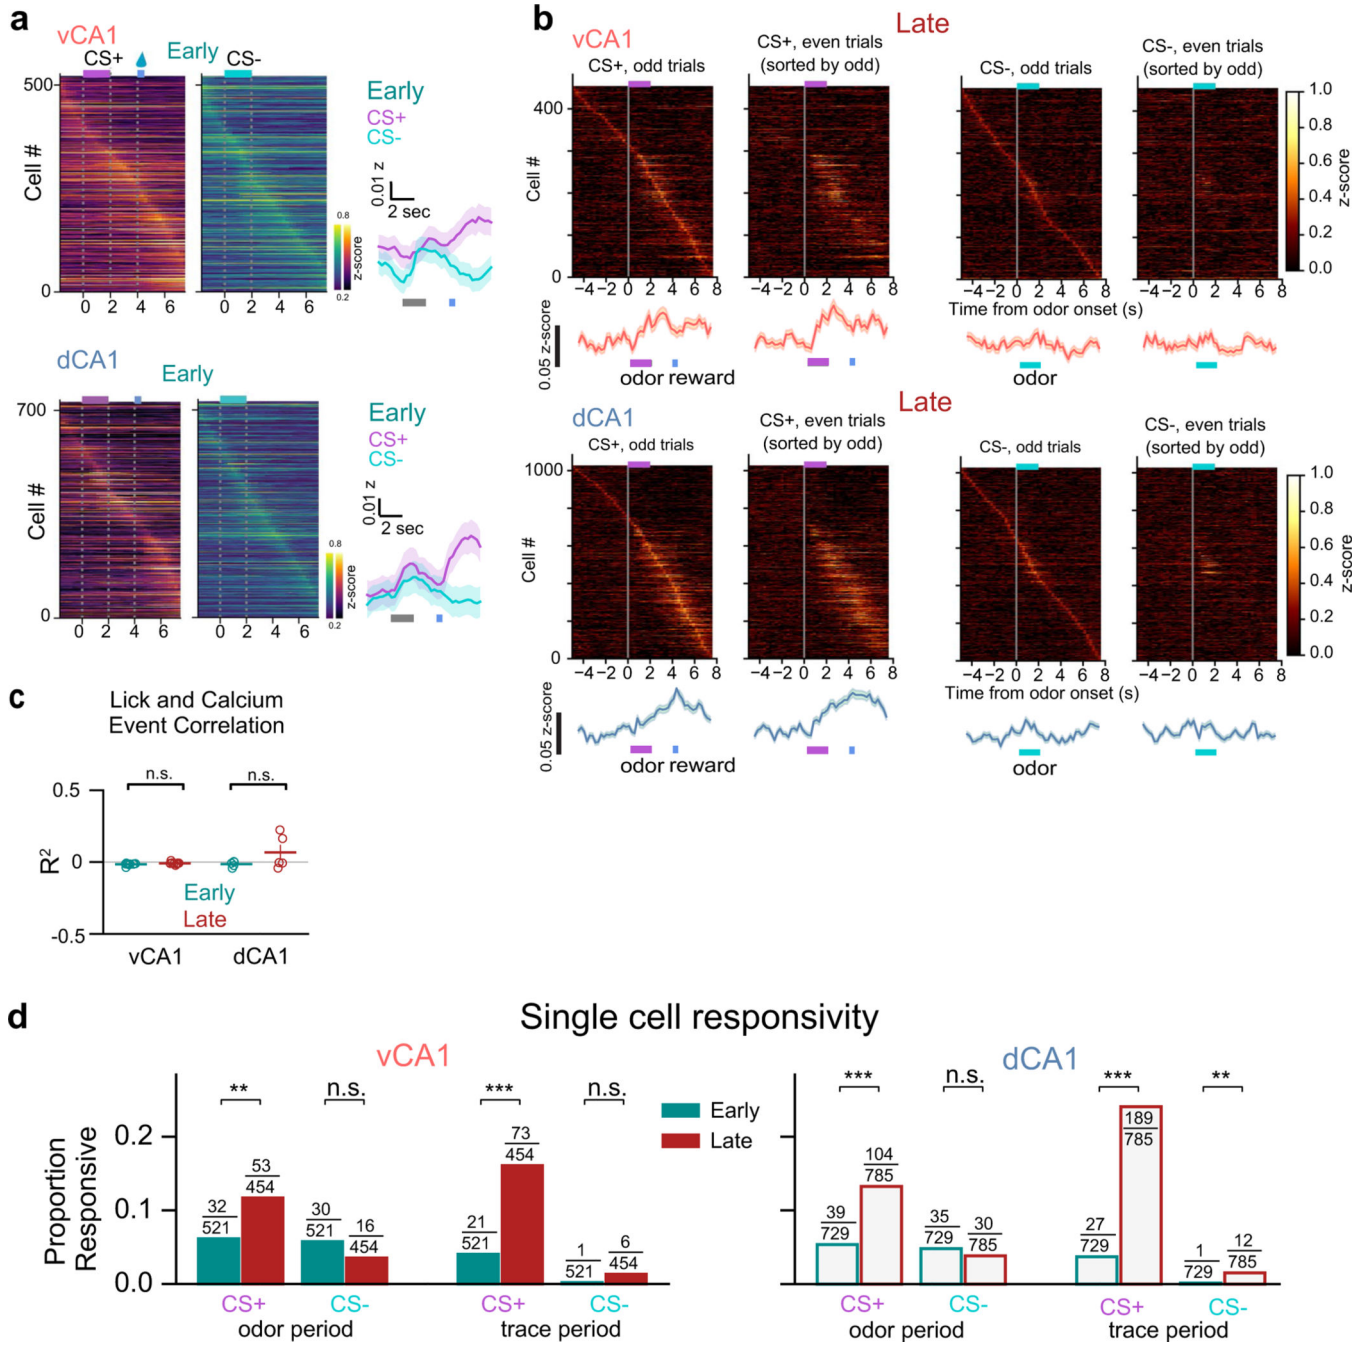 a
vCA1
Early
CS+
CS-
500
Cell #
0
0 2 4 6
0 2 4 6
0.8
0.2
z-score
Early
CS+
CS-
0.01 z
2 sec
dCA1
Early
700
Cell #
0
0 2 4 6
0 2 4 6
0.8
0.2
z-score
Early
CS+
CS-
0.01 z
2 sec
b
vCA1
Late
CS+, odd trials
CS+, even trials
(sorted by odd)
CS-, odd trials
CS-, even trials
(sorted by odd)
400
200
0
Cell #
−4 −2 0 2 4 6 8
−4 −2 0 2 4 6 8
−4 −2 0 2 4 6 8
−4 −2 0 2 4 6 8
Time from odor onset (s)
1.0
0.8
0.6
0.4
0.2
0.0
z-score
0.05 z-score
odor reward
odor
dCA1
Late
CS+, odd trials
CS+, even trials
(sorted by odd)
CS-, odd trials
CS-, even trials
(sorted by odd)
1000
800
600
400
200
0
Cell #
−4 −2 0 2 4 6 8
−4 −2 0 2 4 6 8
−4 −2 0 2 4 6 8
−4 −2 0 2 4 6 8
Time from odor onset (s)
1.0
0.8
0.6
0.4
0.2
0.0
z-score
0.05 z-score
odor reward
odor
c
Lick and Calcium
Event Correlation
n.s.
n.s.
0.5
0
-0.5
R²
Early
Late
vCA1
dCA1
d
Single cell responsivity
vCA1
dCA1
** n.s. *** n.s.
*** n.s. *** **
Early
Late
Proportion
Responsive
0.2
0.1
0.0
32/521
53/454
30/521
16/454
21/521
73/454
1/521
6/454
39/729
104/785
35/729
30/785
27/729
189/785
1/729
12/785
CS+ CS- CS+ CS-
odor period trace period
CS+ CS- CS+ CS-
odor period trace period